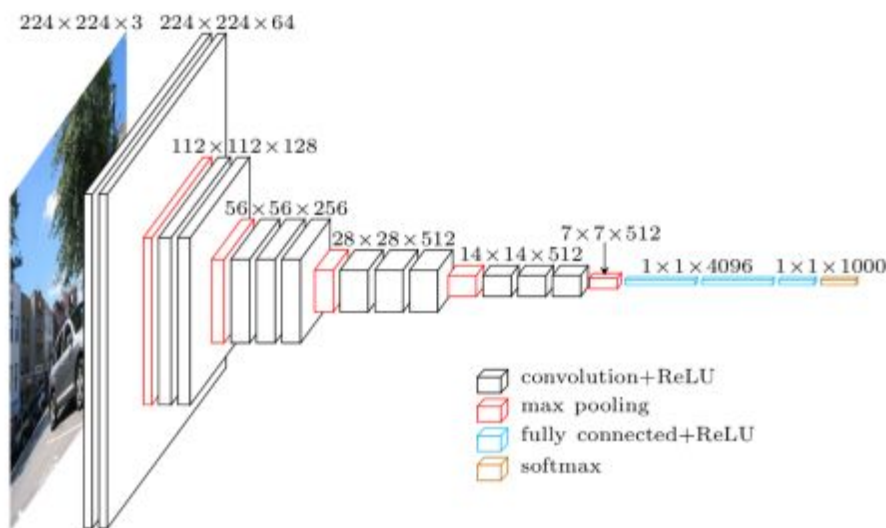 224×224×3
224×224×64
112×112×128
56×56×256
28×28×512
14×14×512
7×7×512
1×1×4096
1×1×1000
convolution+ReLU
max pooling
fully connected+ReLU
softmax